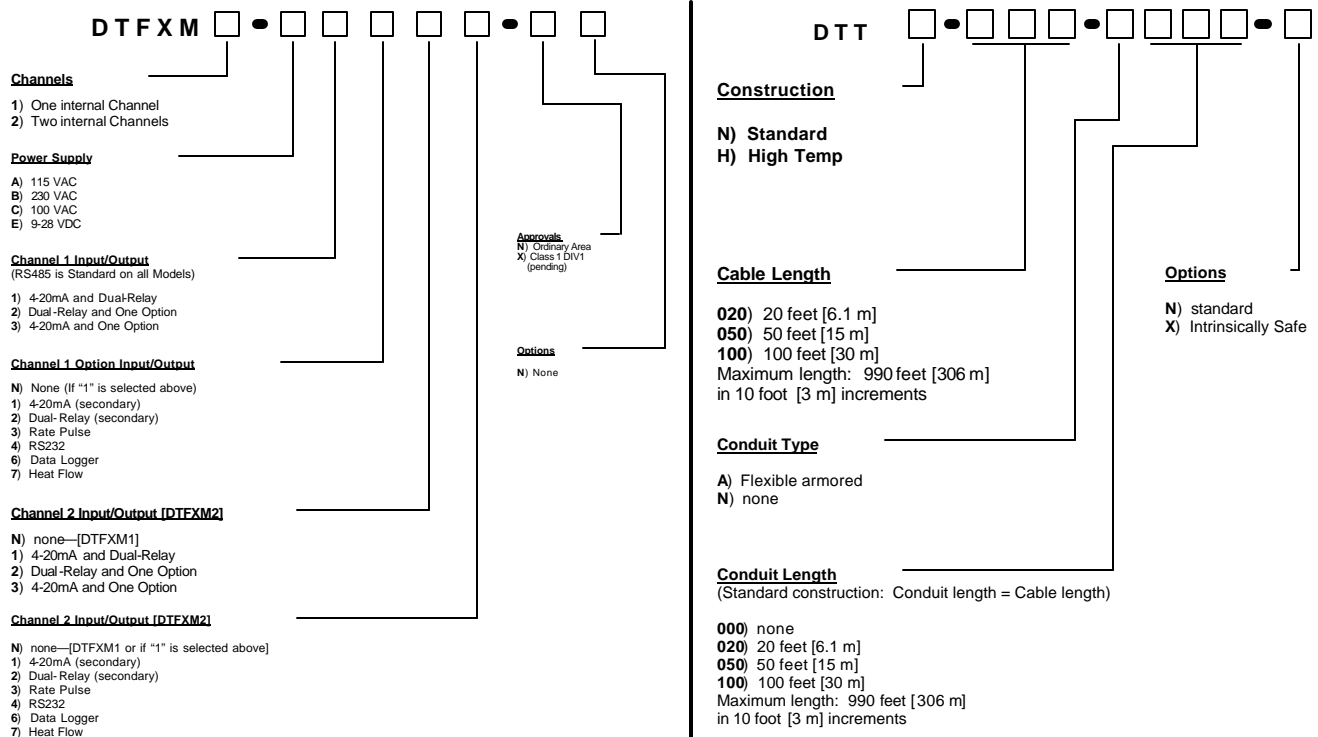 DTFXM
Channels
1) One internal Channel
2) Two internal Channels
Power Supply
A) 115 VAC
B) 230 VAC
C) 100 VAC
E) 9-28 VDC
Channel 1 Input/Output
(RS485 is Standard on all Models)
1) 4-20mA and Dual-Relay
2) Dual-Relay and One Option
3) 4-20mA and One Option
Channel 1 Option Input/Output
N) None (If “1” is selected above)
1) 4-20mA (secondary)
2) Dual-Relay (secondary)
3) Rate Pulse
4) RS232
6) Data Logger
7) Heat Flow
Channel 2 Input/Output [DTFXM2]
N) none—[DTFXM1]
1) 4-20mA and Dual-Relay
2) Dual-Relay and One Option
3) 4-20mA and One Option
Channel 2 Input/Output [DTFXM2]
N) none—[DTFXM1 or if “1” is selected above]
1) 4-20mA (secondary)
2) Dual-Relay (secondary)
3) Rate Pulse
4) RS232
6) Data Logger
7) Heat Flow
Approvals
N) Ordinary Area
X) Class 1 DIV1
(pending)
Options
N) None
DTT
Construction
N) Standard
H) High Temp
Cable Length
020) 20 feet [6.1 m]
050) 50 feet [15 m]
100) 100 feet [30 m]
Maximum length: 990 feet [306 m]
in 10 foot [3 m] increments
Conduit Type
A) Flexible armored
N) none
Conduit Length
(Standard construction: Conduit length = Cable length)
000) none
020) 20 feet [6.1 m]
050) 50 feet [15 m]
100) 100 feet [30 m]
Maximum length: 990 feet [306 m]
in 10 foot [3 m] increments
Options
N) standard
X) Intrinsically Safe